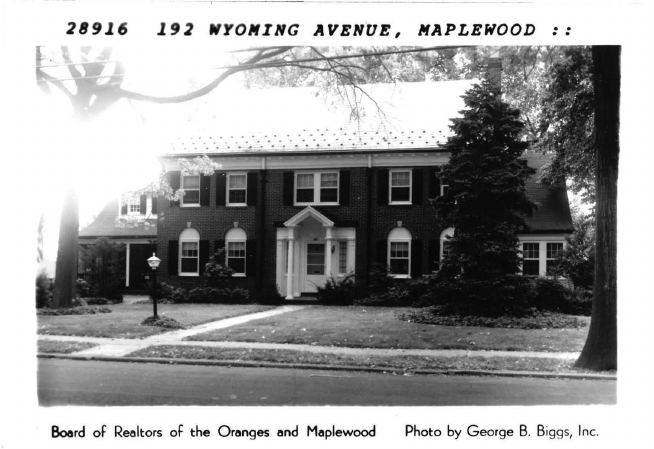 28916 192 WYOMING AVENUE, MAPLEWOOD ::
Board of Realtors of the Oranges and Maplewood Photo by George B. Biggs, Inc.